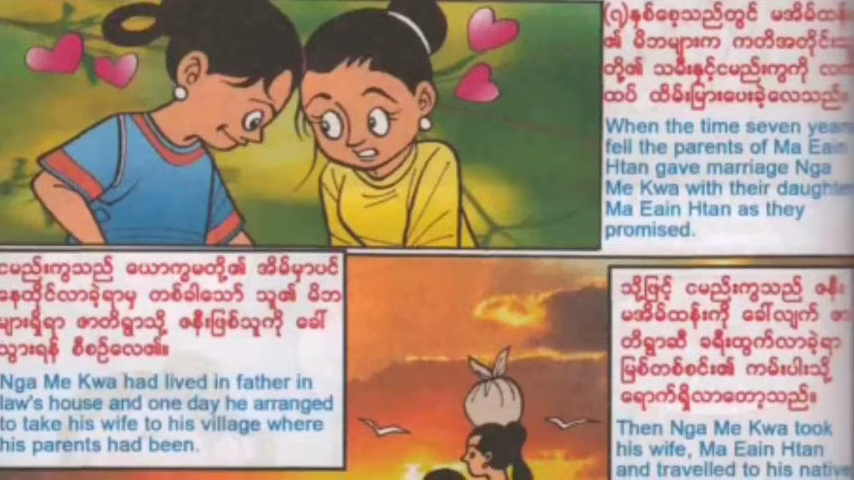 (၇)နှစ်စေ့သည်တွင် မအိမ်ထန်
၏ မိဘများက ကတိအတိုင်း
တို့၏ သမီးနှင့်ငမည်းကွကို
ထပ် ထိမ်းမြားပေးခဲ့လေသည်။
When the time seven years
fell the parents of Ma Eain
Htan gave marriage Nga
Me Kwa with their daughter
Ma Eain Htan as they
promised.
ငမည်းကွသည် ယောက္ခမတို့၏ အိမ်မှာပင်
နေထိုင်လာခဲ့ရာမှ တစ်ခါသော် သူ၏ မိဘ
များရှိရာ ဇာတိရွာသို့ ဇနီးဖြစ်သူကို ခေါ်
သွားရန် စီစဉ်လေ၏။
Nga Me Kwa had lived in father in
law's house and one day he arranged
to take his wife to his village where
his parents had been.
သို့ဖြင့် ငမည်းကွသည် ဇနီး
မအိမ်ထန်းကို ခေါ်လျက် ဇာ
တိရွာဆီ ခရီးထွက်လာခဲ့ရာ
မြစ်တစ်စင်း၏ ကမ်းပါးသို့
ရောက်ရှိလာတော့သည်။
Then Nga Me Kwa took
his wife, Ma Eain Htan
and travelled to his native